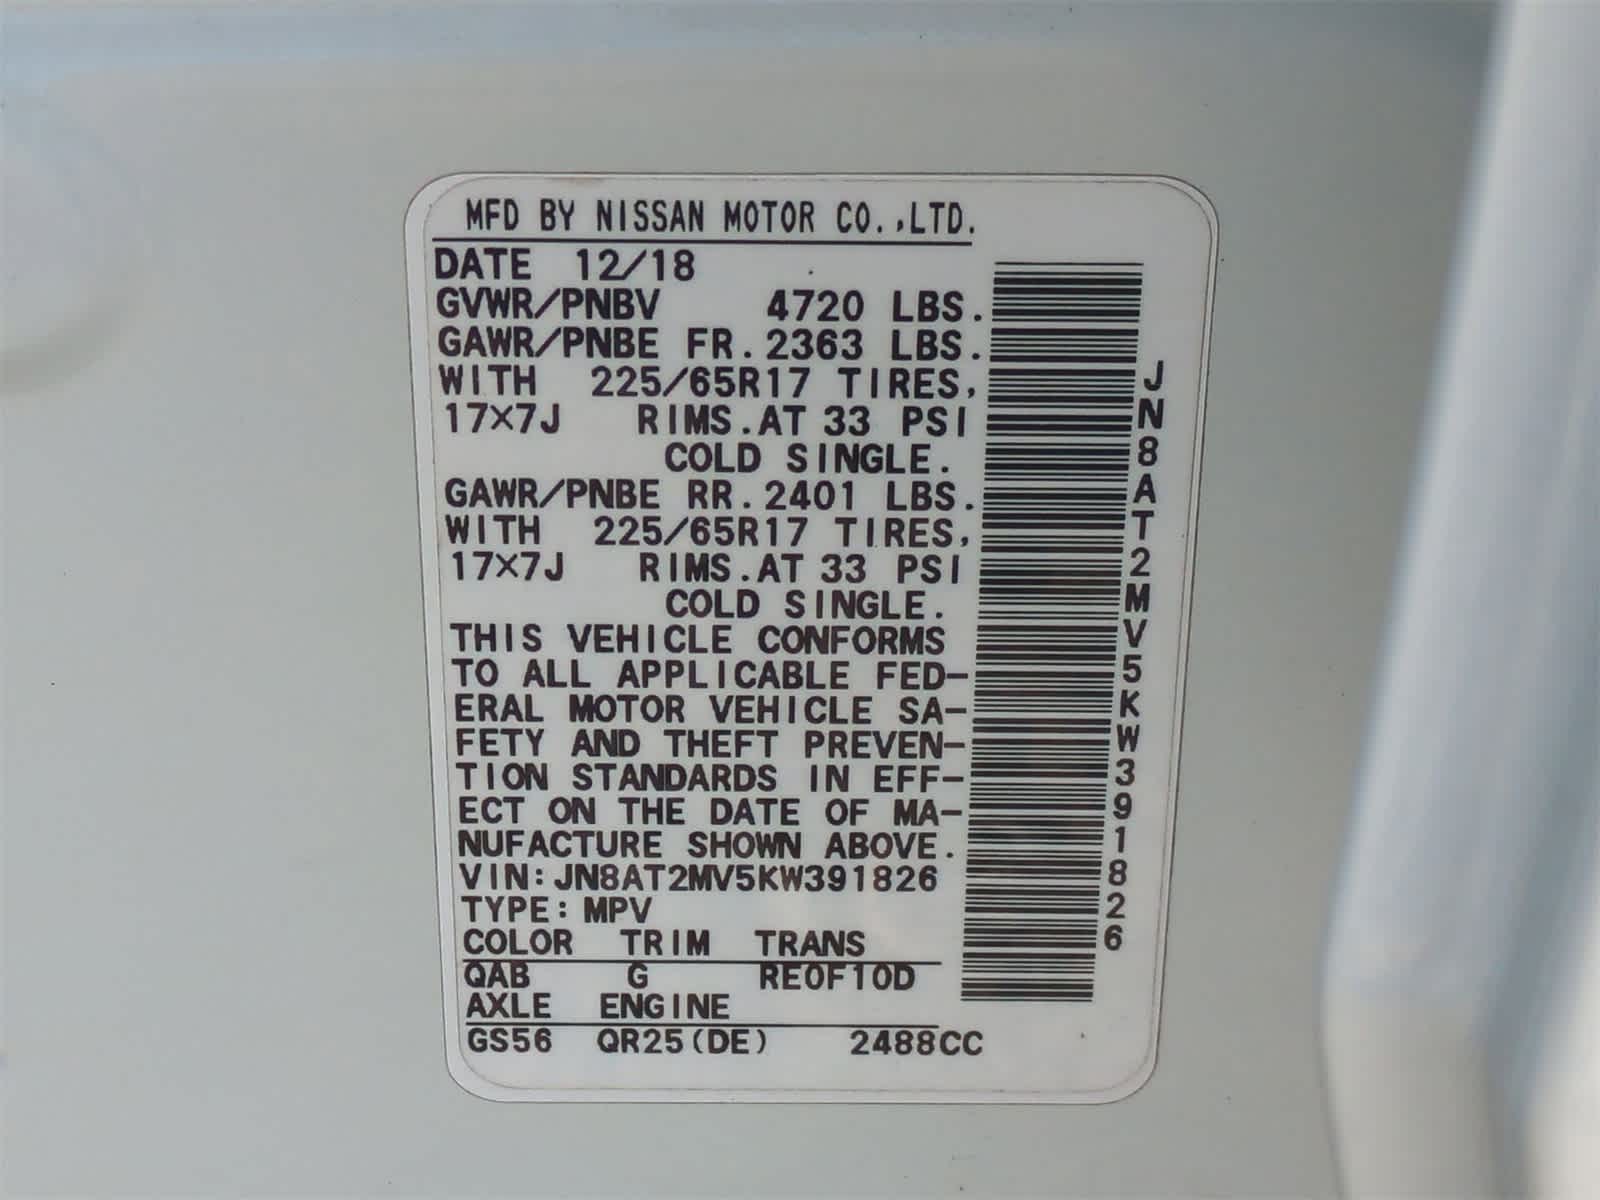 MFD BY NISSAN MOTOR CO.,LTD.
DATE 12/18
GVWR/PNBV 4720 LBS.
GAWR/PNBE FR. 2363 LBS.
WITH 225/65R17 TIRES,
17×7J RIMS.AT 33 PSI
COLD SINGLE.
GAWR/PNBE RR. 2401 LBS.
WITH 225/65R17 TIRES,
17×7J RIMS.AT 33 PSI
COLD SINGLE.
THIS VEHICLE CONFORMS
TO ALL APPLICABLE FED-
ERAL MOTOR VEHICLE SA-
FETY AND THEFT PREVEN-
TION STANDARDS IN EFF-
ECT ON THE DATE OF MA-
NUFACTURE SHOWN ABOVE.
VIN: JN8AT2MV5KW391826
TYPE: MPV
COLOR TRIM TRANS
QAB G RE0F10D
AXLE ENGINE
GS56 QR25(DE) 2488CC
JN8AT2MV5KW391826